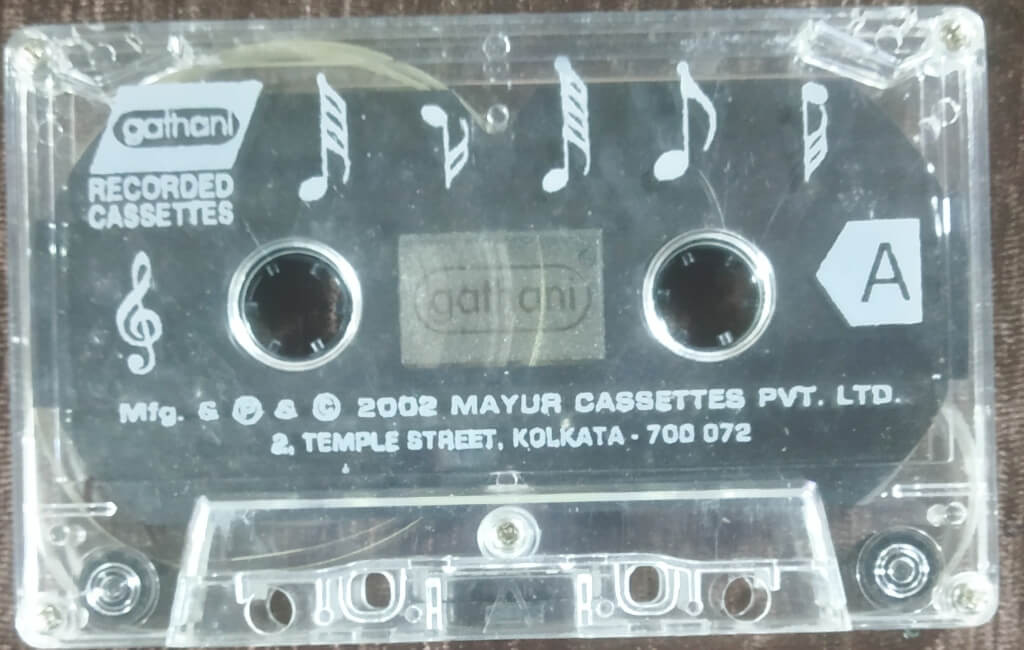 gathani
RECORDED
CASSETTES
A
gathani
Mfg. & Ⓟ & © 2002 MAYUR CASSETTES PVT. LTD.
2, TEMPLE STREET, KOLKATA - 700 072
A A